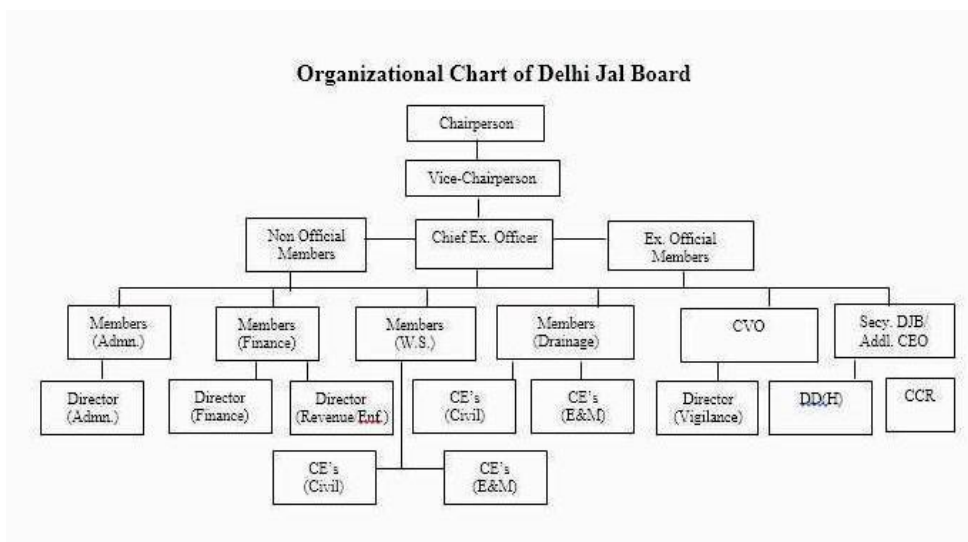 Organizational Chart of Delhi Jal Board
Chairperson
Vice-Chairperson
Non Official
Members
Chief Ex. Officer
Ex. Official
Members
Members
(Admn.)
Members
(Finance)
Members
(W.S.)
Members
(Drainage)
CVO
Secy. DJB/
Addl. CEO
Director
(Admn.)
Director
(Finance)
Director
(Revenue/Enf.)
CE's
(Civil)
CE's
(E&M)
Director
(Vigilance)
DD(H)
CCR
CE's
(Civil)
CE's
(E&M)